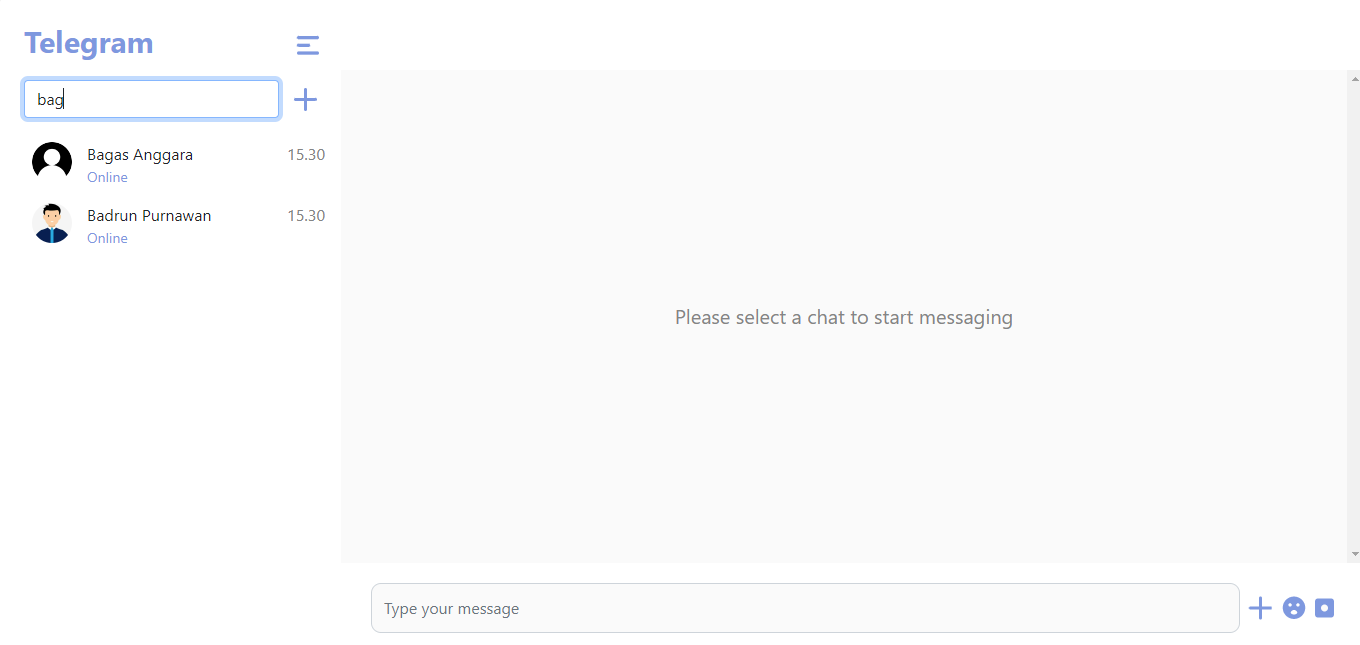 Telegram
bag
Bagas Anggara 15.30
Online
Badrun Purnawan 15.30
Online
Please select a chat to start messaging
Type your message